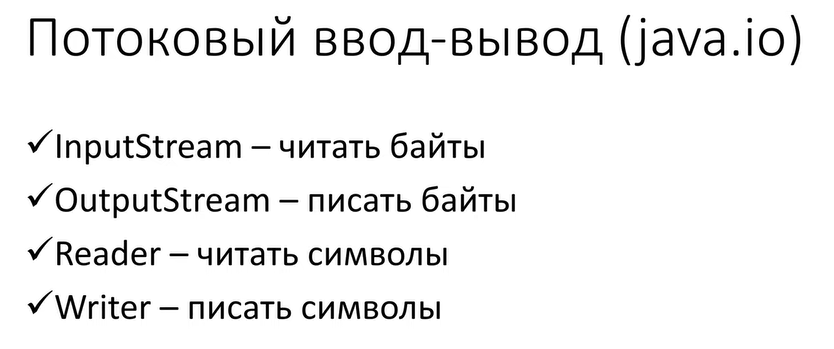 Потоковый ввод-вывод (java.io)
✓InputStream – читать байты
✓OutputStream – писать байты
✓Reader – читать символы
✓Writer – писать символы